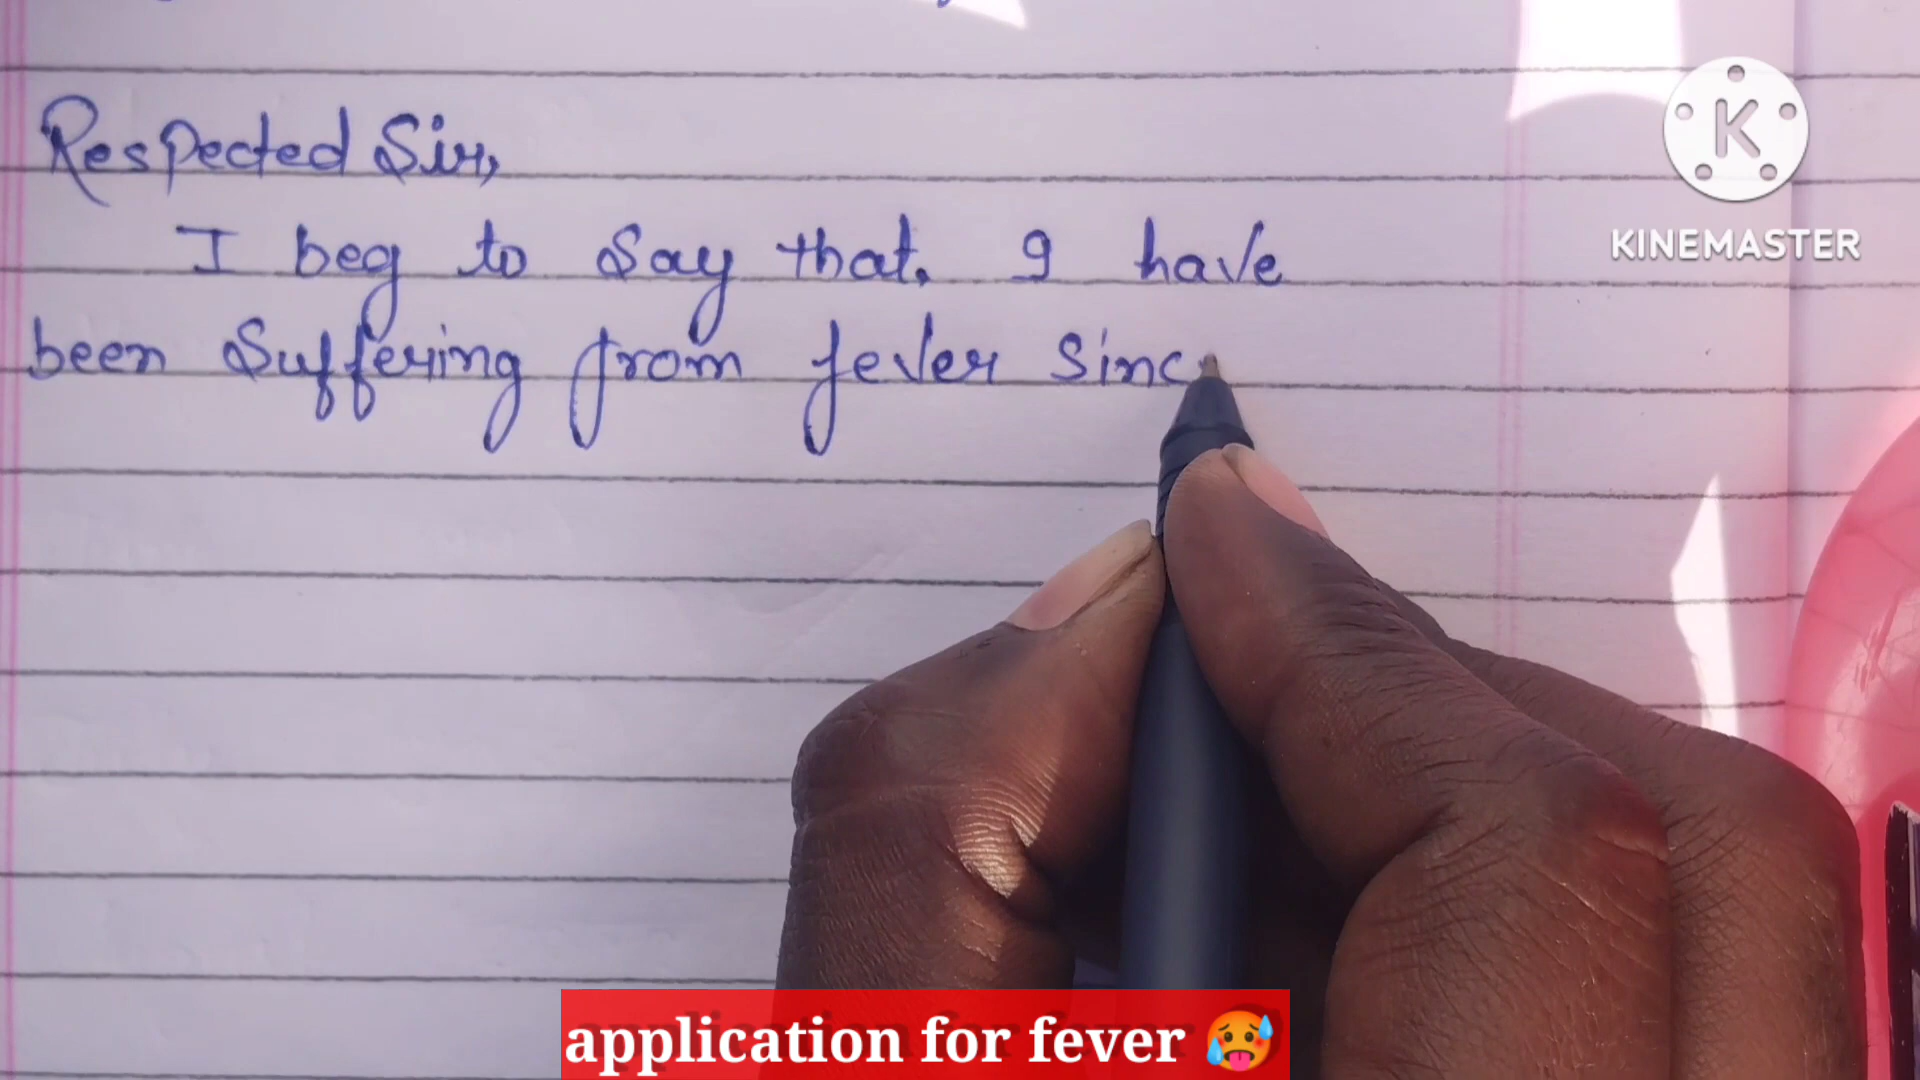 Respected Sir,
I beg to say that. I have
been Suffering from fever Sinc
K
KINEMASTER
application for fever 🥵